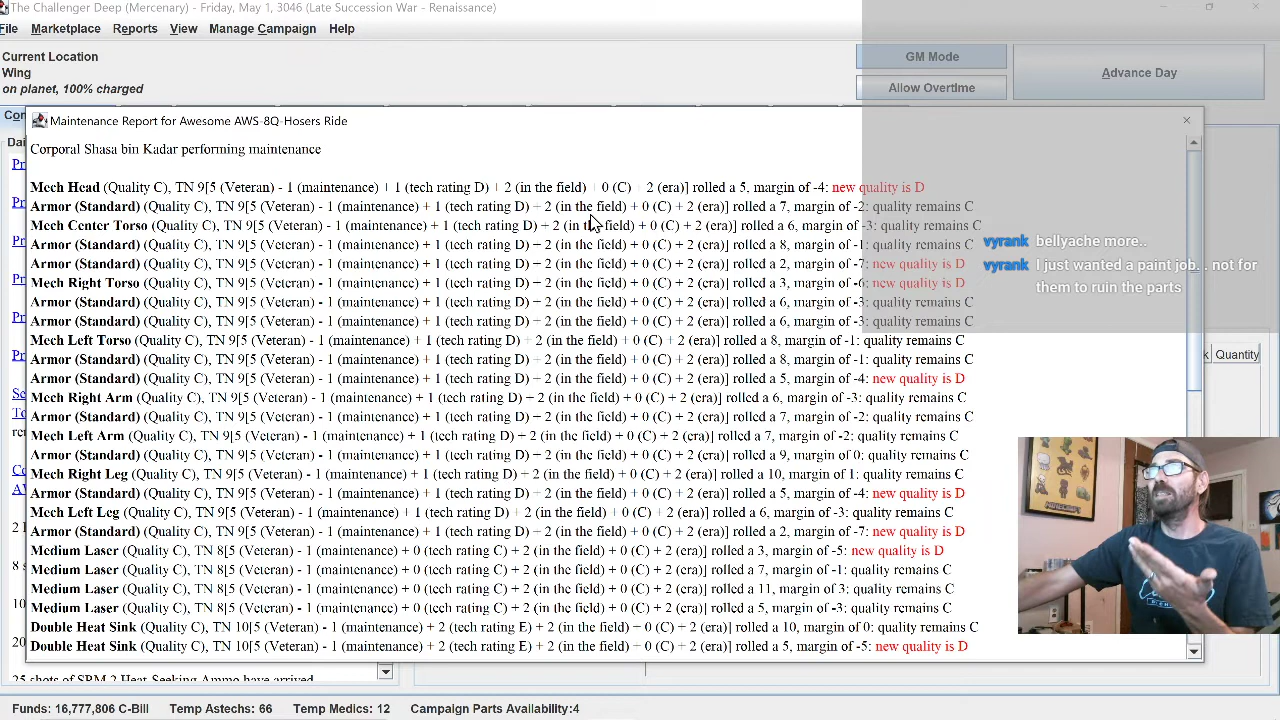 The Challenger Deep (Mercenary) - Friday, May 1, 3046 (Late Succession War - Renaissance)
File Marketplace Reports View Manage Campaign Help
Current Location
Wing
on planet, 100% charged
GM Mode
Allow Overtime
Advance Day
Maintenance Report for Awesome AWS-8Q-Hosers Ride
Corporal Shasa bin Kadar performing maintenance
Mech Head (Quality C), TN 9[5 (Veteran) - 1 (maintenance) + 1 (tech rating D) + 2 (in the field) + 0 (C) + 2 (era)] rolled a 5, margin of -4: new quality is D
Armor (Standard) (Quality C), TN 9[5 (Veteran) - 1 (maintenance) + 1 (tech rating D) + 2 (in the field) + 0 (C) + 2 (era)] rolled a 7, margin of -2: quality remains C
Mech Center Torso (Quality C), TN 9[5 (Veteran) - 1 (maintenance) + 1 (tech rating D) + 2 (in the field) + 0 (C) + 2 (era)] rolled a 6, margin of -3: quality remains C
Armor (Standard) (Quality C), TN 9[5 (Veteran) - 1 (maintenance) + 1 (tech rating D) + 2 (in the field) + 0 (C) + 2 (era)] rolled a 8, margin of -1: quality remains C
Armor (Standard) (Quality C), TN 9[5 (Veteran) - 1 (maintenance) + 1 (tech rating D) + 2 (in the field) + 0 (C) + 2 (era)] rolled a 2, margin of -7: new quality is D
Mech Right Torso (Quality C), TN 9[5 (Veteran) - 1 (maintenance) + 1 (tech rating D) + 2 (in the field) + 0 (C) + 2 (era)] rolled a 3, margin of -6: new quality is D
Armor (Standard) (Quality C), TN 9[5 (Veteran) - 1 (maintenance) + 1 (tech rating D) + 2 (in the field) + 0 (C) + 2 (era)] rolled a 6, margin of -3: quality remains C
Armor (Standard) (Quality C), TN 9[5 (Veteran) - 1 (maintenance) + 1 (tech rating D) + 2 (in the field) + 0 (C) + 2 (era)] rolled a 6, margin of -3: quality remains C
Mech Left Torso (Quality C), TN 9[5 (Veteran) - 1 (maintenance) + 1 (tech rating D) + 2 (in the field) + 0 (C) + 2 (era)] rolled a 8, margin of -1: quality remains C
Armor (Standard) (Quality C), TN 9[5 (Veteran) - 1 (maintenance) + 1 (tech rating D) + 2 (in the field) + 0 (C) + 2 (era)] rolled a 8, margin of -1: quality remains C
Armor (Standard) (Quality C), TN 9[5 (Veteran) - 1 (maintenance) + 1 (tech rating D) + 2 (in the field) + 0 (C) + 2 (era)] rolled a 5, margin of -4: new quality is D
Mech Right Arm (Quality C), TN 9[5 (Veteran) - 1 (maintenance) + 1 (tech rating D) + 2 (in the field) + 0 (C) + 2 (era)] rolled a 6, margin of -3: quality remains C
Armor (Standard) (Quality C), TN 9[5 (Veteran) - 1 (maintenance) + 1 (tech rating D) + 2 (in the field) + 0 (C) + 2 (era)] rolled a 7, margin of -2: quality remains C
Mech Left Arm (Quality C), TN 9[5 (Veteran) - 1 (maintenance) + 1 (tech rating D) + 2 (in the field) + 0 (C) + 2 (era)] rolled a 7, margin of -2: quality remains C
Armor (Standard) (Quality C), TN 9[5 (Veteran) - 1 (maintenance) + 1 (tech rating D) + 2 (in the field) + 0 (C) + 2 (era)] rolled a 9, margin of 0: quality remains C
Mech Right Leg (Quality C), TN 9[5 (Veteran) - 1 (maintenance) + 1 (tech rating D) + 2 (in the field) + 0 (C) + 2 (era)] rolled a 10, margin of 1: quality remains C
Armor (Standard) (Quality C), TN 9[5 (Veteran) - 1 (maintenance) + 1 (tech rating D) + 2 (in the field) + 0 (C) + 2 (era)] rolled a 5, margin of -4: new quality is D
Mech Left Leg (Quality C), TN 9[5 (Veteran) - 1 (maintenance) + 1 (tech rating D) + 2 (in the field) + 0 (C) + 2 (era)] rolled a 6, margin of -3: quality remains C
Armor (Standard) (Quality C), TN 9[5 (Veteran) - 1 (maintenance) + 1 (tech rating D) + 2 (in the field) + 0 (C) + 2 (era)] rolled a 2, margin of -7: new quality is D
Medium Laser (Quality C), TN 8[5 (Veteran) - 1 (maintenance) + 0 (tech rating C) + 2 (in the field) + 0 (C) + 2 (era)] rolled a 3, margin of -5: new quality is D
Medium Laser (Quality C), TN 8[5 (Veteran) - 1 (maintenance) + 0 (tech rating C) + 2 (in the field) + 0 (C) + 2 (era)] rolled a 7, margin of -1: quality remains C
Medium Laser (Quality C), TN 8[5 (Veteran) - 1 (maintenance) + 0 (tech rating C) + 2 (in the field) + 0 (C) + 2 (era)] rolled a 11, margin of 3: quality remains C
Medium Laser (Quality C), TN 8[5 (Veteran) - 1 (maintenance) + 0 (tech rating C) + 2 (in the field) + 0 (C) + 2 (era)] rolled a 5, margin of -3: quality remains C
Double Heat Sink (Quality C), TN 10[5 (Veteran) - 1 (maintenance) + 2 (tech rating E) + 2 (in the field) + 0 (C) + 2 (era)] rolled a 10, margin of 0: quality remains C
Double Heat Sink (Quality C), TN 10[5 (Veteran) - 1 (maintenance) + 2 (tech rating E) + 2 (in the field) + 0 (C) + 2 (era)] rolled a 5, margin of -5: new quality is D
vyrank bellyache more..
vyrank I just wanted a paint job.. not for
them to ruin the parts
Quantity
25 shots of SRM 2 Heat-Seeking Ammo have arrived
Funds: 16,777,806 C-Bill Temp Astechs: 66 Temp Medics: 12 Campaign Parts Availability:4